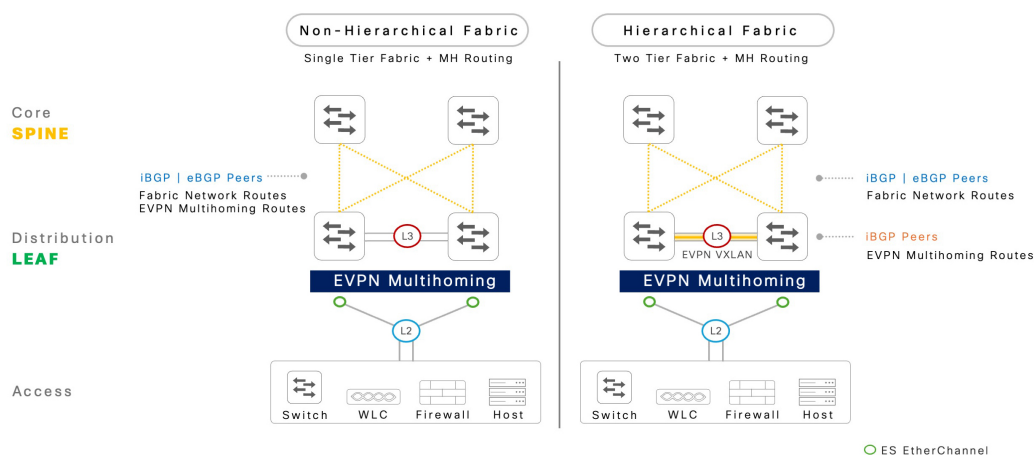 Non-Hierarchical Fabric
Single Tier Fabric + MH Routing
Hierarchical Fabric
Two Tier Fabric + MH Routing
Core
SPINE
iBGP | eBGP Peers
Fabric Network Routes
EVPN Multihoming Routes
iBGP | eBGP Peers
Fabric Network Routes
Distribution
LEAF
L3
L3
EVPN VXLAN
iBGP Peers
EVPN Multihoming Routes
EVPN Multihoming
EVPN Multihoming
L2
L2
Access
Switch
WLC
Firewall
Host
Switch
WLC
Firewall
Host
ES EtherChannel